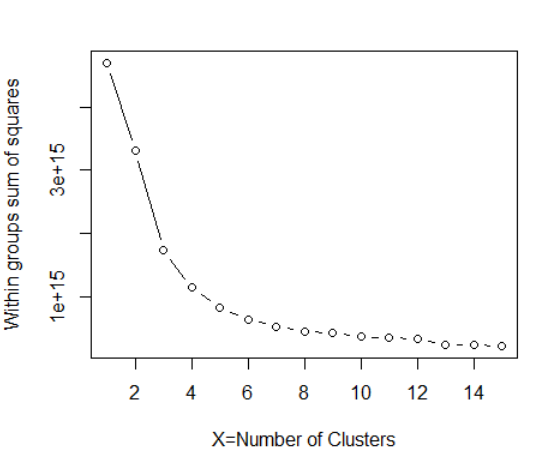 Within groups sum of squares
3e+15
1e+15
2 4 6 8 10 12 14
X=Number of Clusters